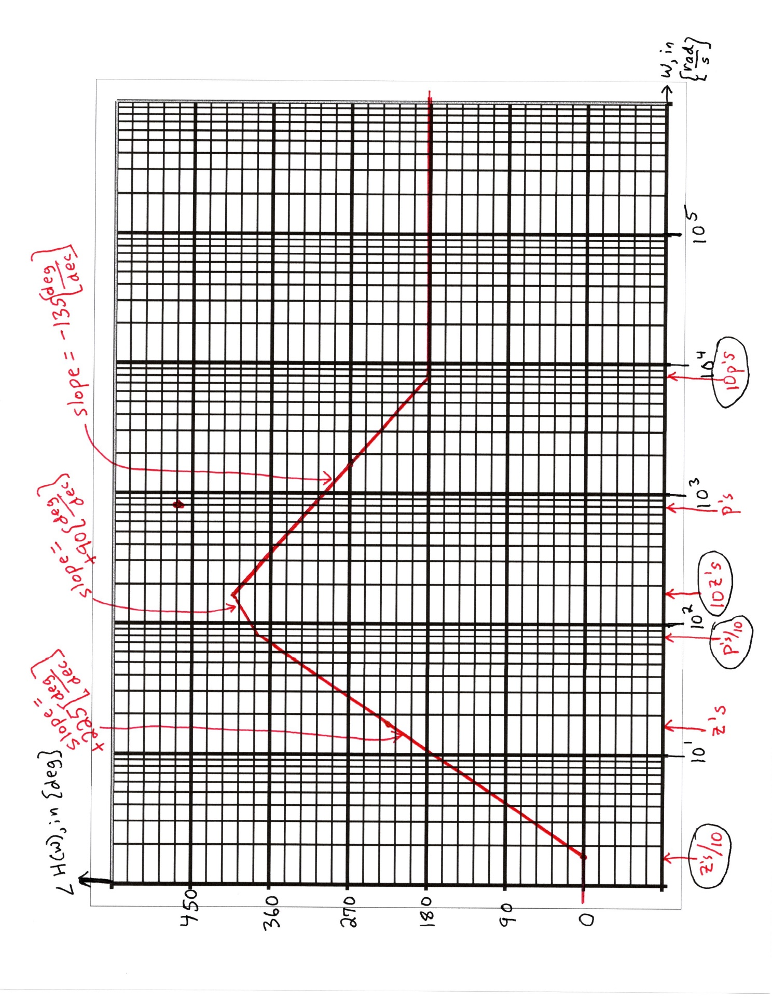 ∠ H(ω), in {deg}
slope =
+225 [deg/dec]
slope =
+90 [deg/dec]
slope = -135 [deg/dec]
450
360
270
180
90
0
10^1
10^2
10^3
10^4
10^5
ω, in
[rad/s]
z's/10
z's
p's/10
10z's
p's
10p's